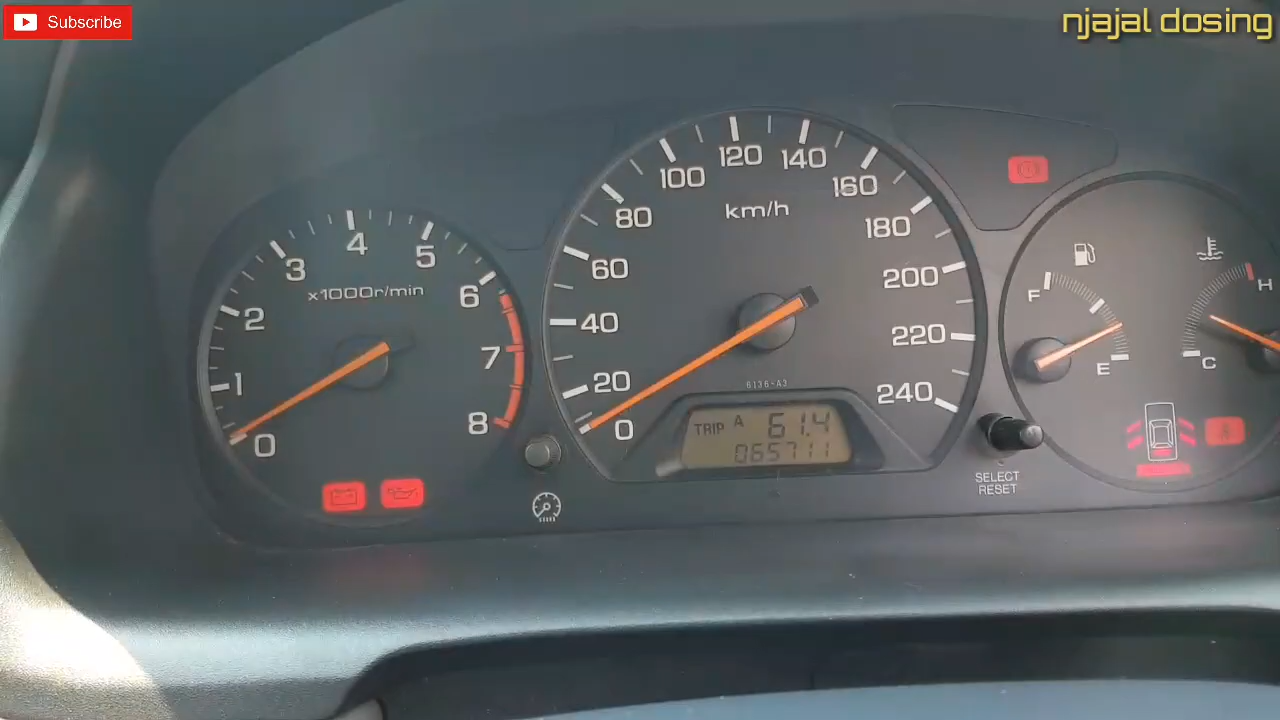 Subscribe
njajal dosing
0 1 2 3 4 5 6 7 8
x1000r/min
0 20 40 60 80 100 120 140 160 180 200 220 240
km/h
6136-A3
TRIP A 61.4
065711
SELECT
RESET
F
E
H
C